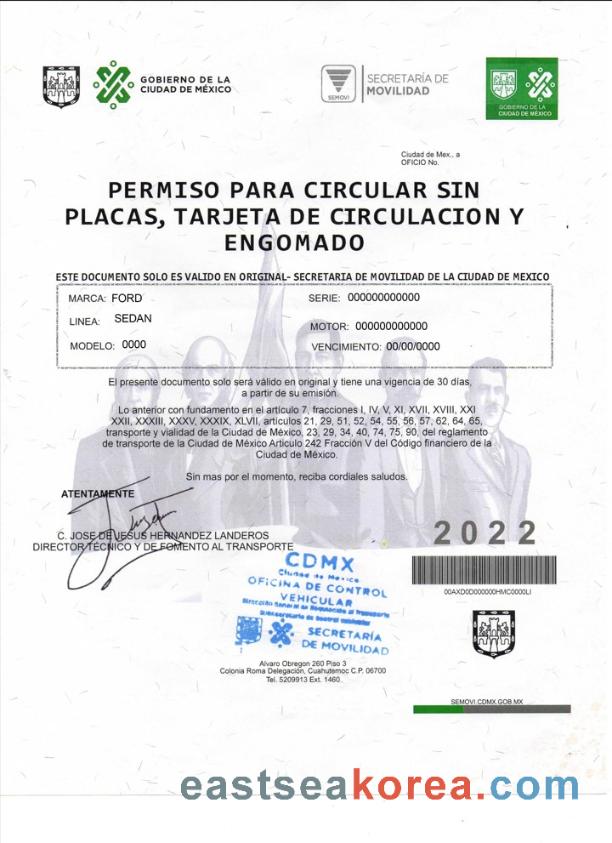 GOBIERNO DE LA
CIUDAD DE MÉXICO
SEMOVI
SECRETARÍA DE
MOVILIDAD
GOBIERNO DE LA
CIUDAD DE MÉXICO
Ciudad de Mex., a
OFICIO No.
PERMISO PARA CIRCULAR SIN
PLACAS, TARJETA DE CIRCULACION Y
ENGOMADO
ESTE DOCUMENTO SOLO ES VALIDO EN ORIGINAL- SECRETARIA DE MOVILIDAD DE LA CIUDAD DE MEXICO
MARCA: FORD
SERIE: 000000000000
LINEA: SEDAN
MOTOR: 000000000000
MODELO: 0000
VENCIMIENTO: 00/00/0000
El presente documento solo será válido en original y tiene una vigencia de 30 días,
a partir de su emisión.
Lo anterior con fundamento en el artículo 7, fracciones I, IV, V, XI, XVII, XVIII, XXI
XXII, XXXIII, XXXV, XXXIX, XLVII, artículos 21, 29, 51, 52, 54, 55, 56, 57, 62, 64, 65,
transporte y vialidad de la Ciudad de México, 23, 29, 34, 40, 74, 75, 90, del reglamento
de transporte de la Ciudad de México Articulo 242 Fracción V del Código financiero de la
Ciudad de México.
Sin mas por el momento, reciba cordiales saludos.
ATENTAMENTE
C. JOSE DE JESUS HERNANDEZ LANDEROS
DIRECTOR TÉCNICO Y DE FOMENTO AL TRANSPORTE
2022
00AXD0D000000HMC0000LI
CDMX
Ciudad de Mexico
OFICINA DE CONTROL
VEHICULAR
Dirección General de Regulación al Transporte
Subsecretaria de
SECRETARÍA
DE MOVILIDAD
Alvaro Obregon 260 Piso 3
Colonia Roma Delegación, Cuahutemoc C.P. 06700
Tel. 5209913 Ext. 1460.
SEMOVI.CDMX.GOB.MX
eastseakorea.com